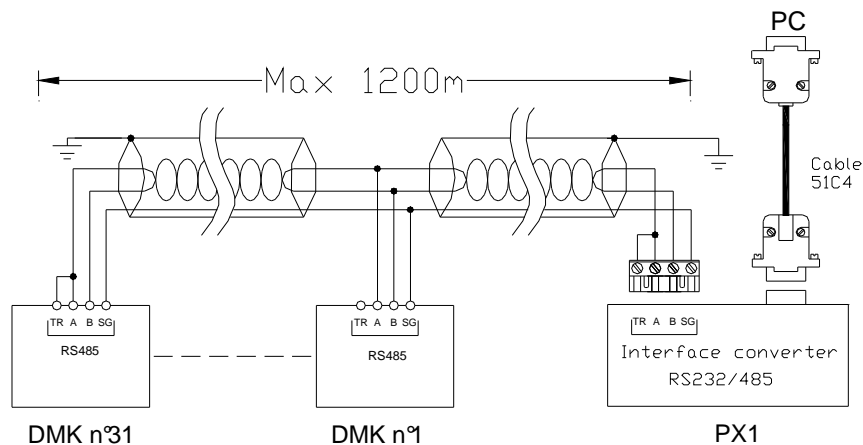 PC
Max 1200m
Cable
51C4
TR A B SG
RS485
TR A B SG
RS485
TR A B SG
Interface converter
RS232/485
DMK n°31
DMK n°1
PX1